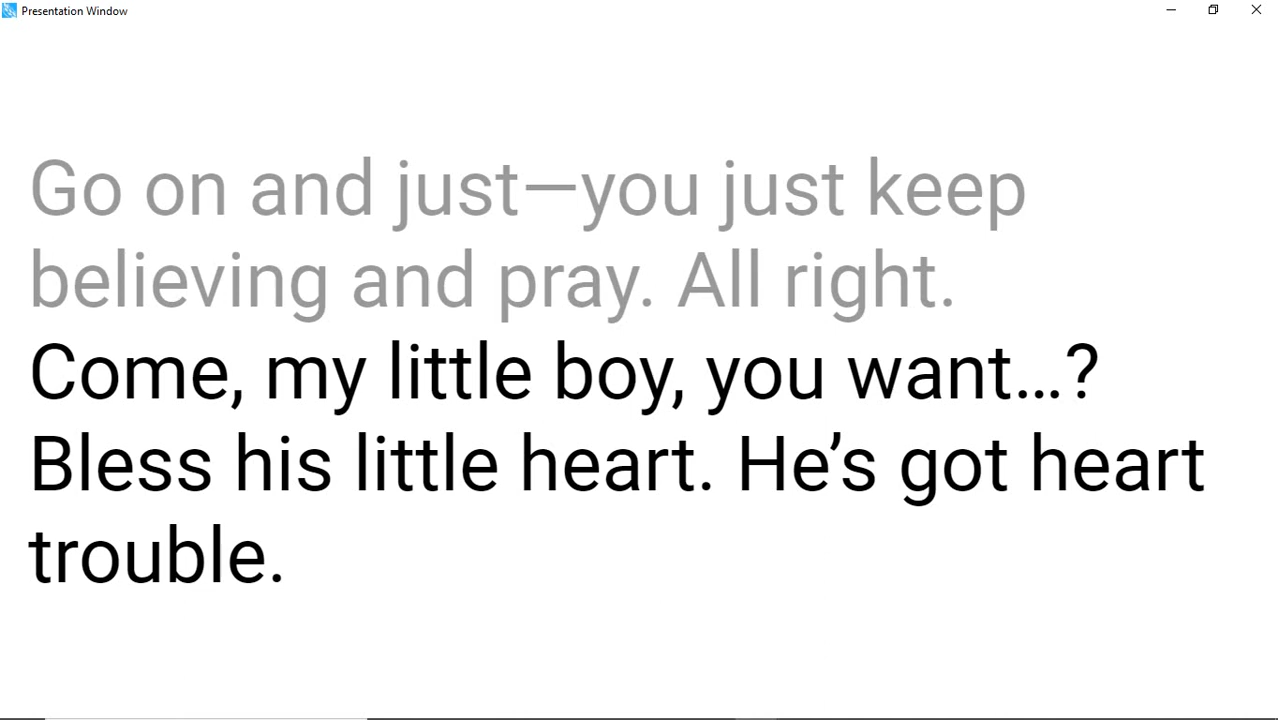 Presentation Window
Go on and just—you just keep
believing and pray. All right.
Come, my little boy, you want…?
Bless his little heart. He’s got heart
trouble.